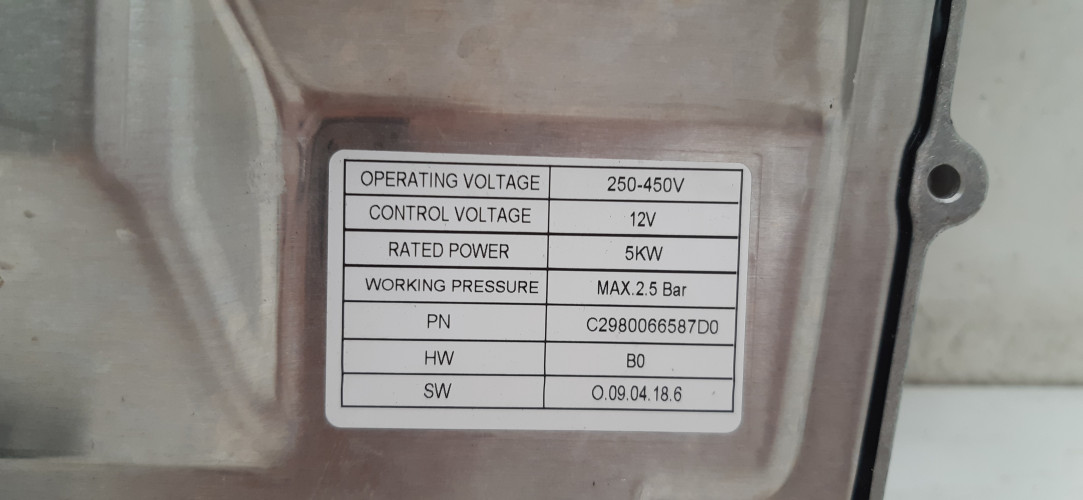 OPERATING VOLTAGE 250-450V
CONTROL VOLTAGE 12V
RATED POWER 5KW
WORKING PRESSURE MAX.2.5 Bar
PN C2980066587D0
HW B0
SW O.09.04.18.6